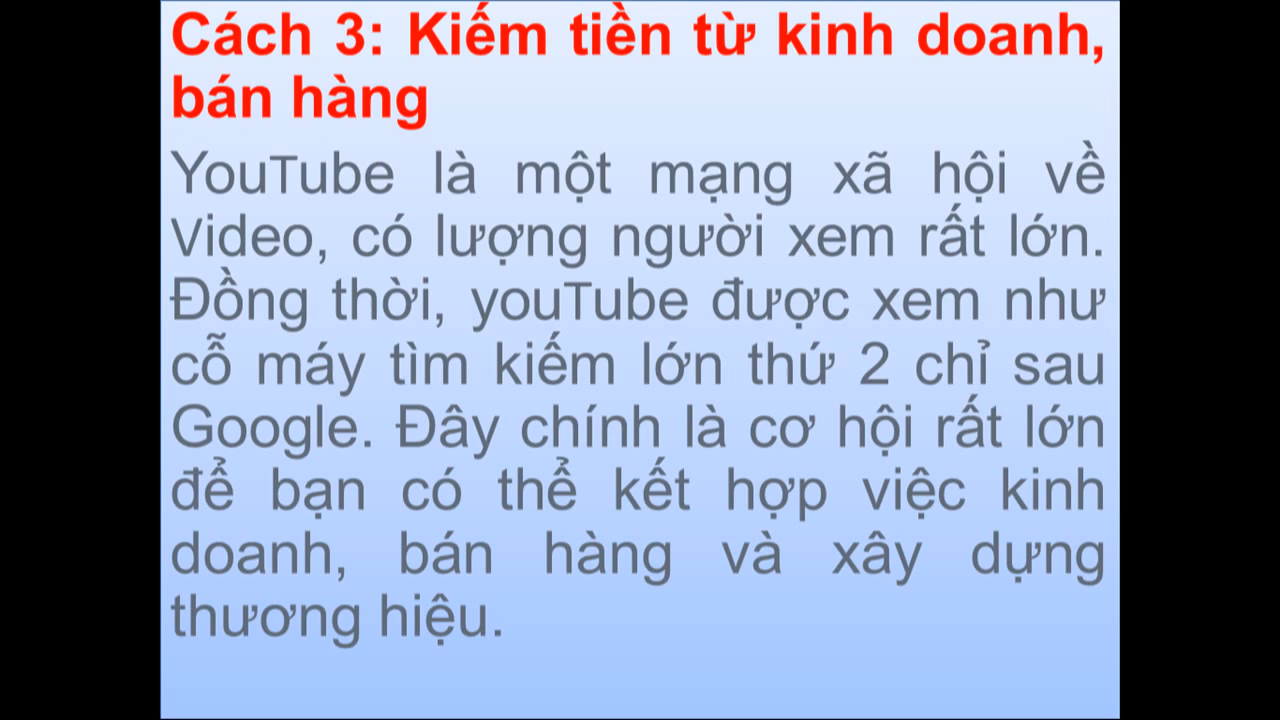 Cách 3: Kiếm tiền từ kinh doanh,
bán hàng
YouTube là một mạng xã hội về
Video, có lượng người xem rất lớn.
Đồng thời, youTube được xem như
cỗ máy tìm kiếm lớn thứ 2 chỉ sau
Google. Đây chính là cơ hội rất lớn
để bạn có thể kết hợp việc kinh
doanh, bán hàng và xây dựng
thương hiệu.